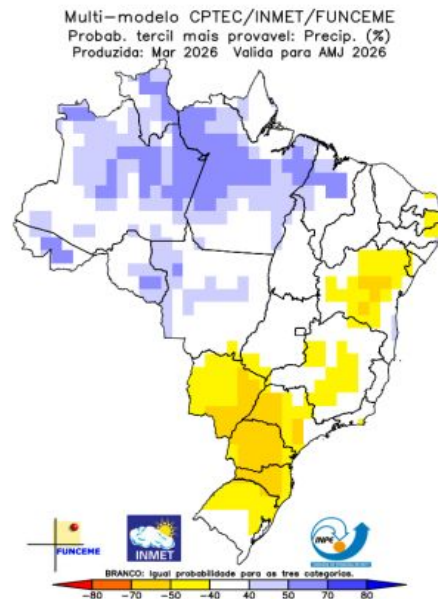 Multi-modelo CPTEC/INMET/FUNCEME
Probab. tercil mais provavel: Precip. (%)
Produzida: Mar 2026 Valida para AMJ 2026
FUNCEME
INMET
INPE
BRANCO: Igual probabilidade para as tres categorias.
-80 -70 -50 -40 40 50 70 80